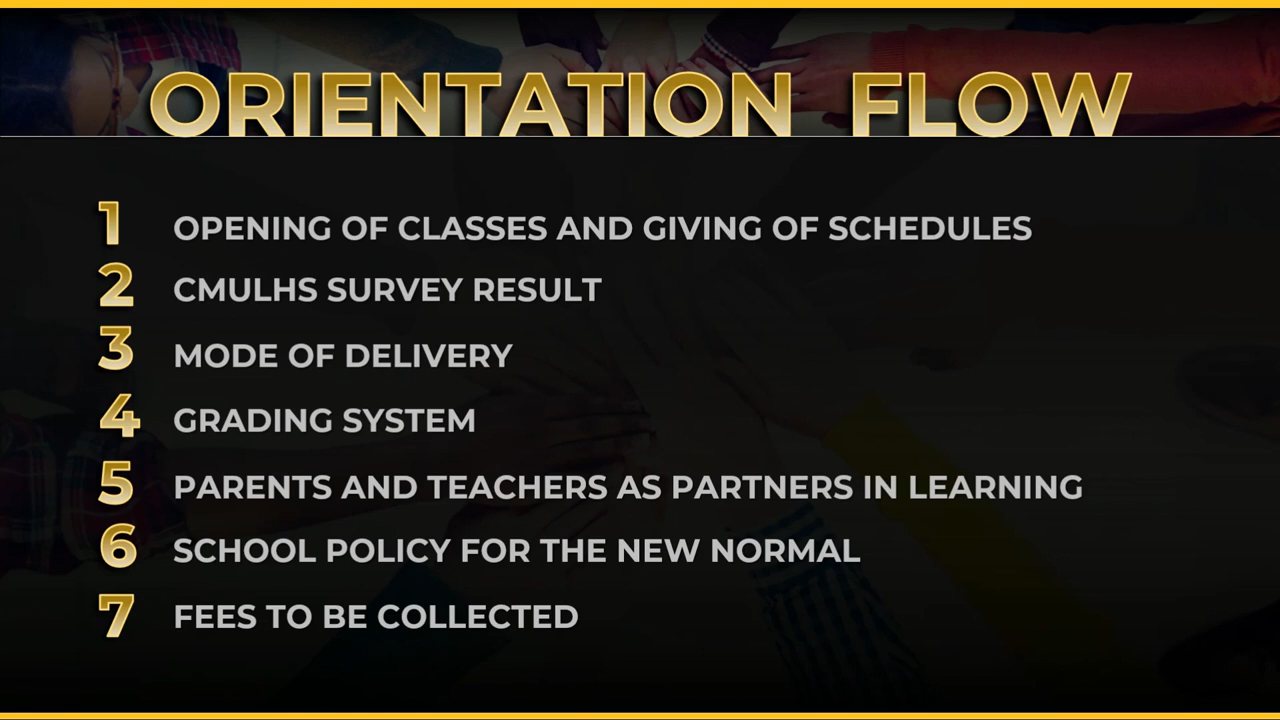 ORIENTATION FLOW
1 OPENING OF CLASSES AND GIVING OF SCHEDULES
2 CMULHS SURVEY RESULT
3 MODE OF DELIVERY
4 GRADING SYSTEM
5 PARENTS AND TEACHERS AS PARTNERS IN LEARNING
6 SCHOOL POLICY FOR THE NEW NORMAL
7 FEES TO BE COLLECTED